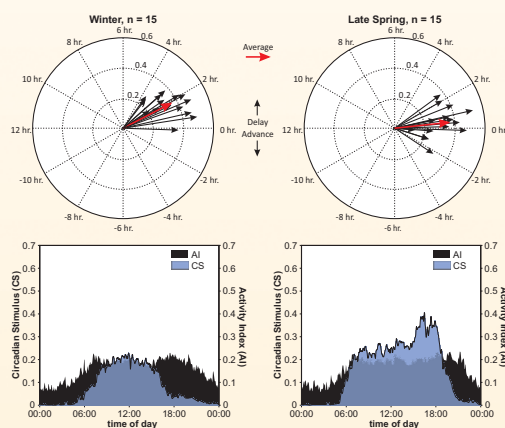 Winter, n = 15
6 hr.
0.6
8 hr.
4 hr.
0.4
10 hr.
2 hr.
0.2
12 hr.
0 hr.
-10 hr.
-2 hr.
-8 hr.
-4 hr.
-6 hr.
Average
Delay
Advance
Late Spring, n = 15
6 hr.
0.6
8 hr.
4 hr.
0.4
10 hr.
2 hr.
0.2
12 hr.
0 hr.
-10 hr.
-2 hr.
-8 hr.
-4 hr.
-6 hr.
Circadian Stimulus (CS)
0.7
0.6
0.5
0.4
0.3
0.2
0.1
0
AI
CS
0.7
0.6
0.5
0.4
0.3
0.2
0.1
0
Activity Index (AI)
00:00 06:00 12:00 18:00 00:00
time of day
Circadian Stimulus (CS)
0.7
0.6
0.5
0.4
0.3
0.2
0.1
0
AI
CS
0.7
0.6
0.5
0.4
0.3
0.2
0.1
0
Activity Index (AI)
00:00 06:00 12:00 18:00 00:00
time of day